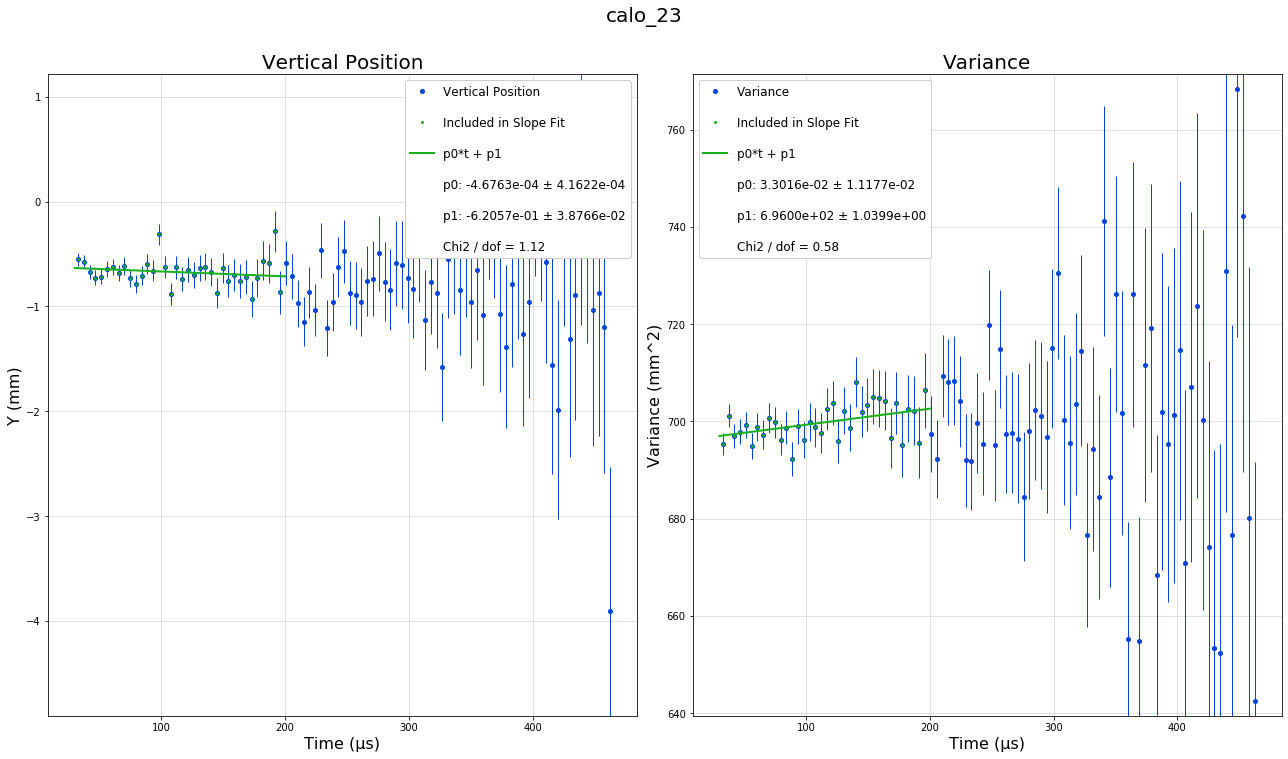 calo_23
Vertical Position
Vertical Position
Included in Slope Fit
p0*t + p1
p0: -4.6763e-04 ± 4.1622e-04
p1: -6.2057e-01 ± 3.8766e-02
Chi2 / dof = 1.12
1
0
−1
−2
−3
−4
Y (mm)
100
200
300
400
Time (μs)
Variance
Variance
Included in Slope Fit
p0*t + p1
p0: 3.3016e-02 ± 1.1177e-02
p1: 6.9600e+02 ± 1.0399e+00
Chi2 / dof = 0.58
760
740
720
700
680
660
640
Variance (mm^2)
100
200
300
400
Time (μs)